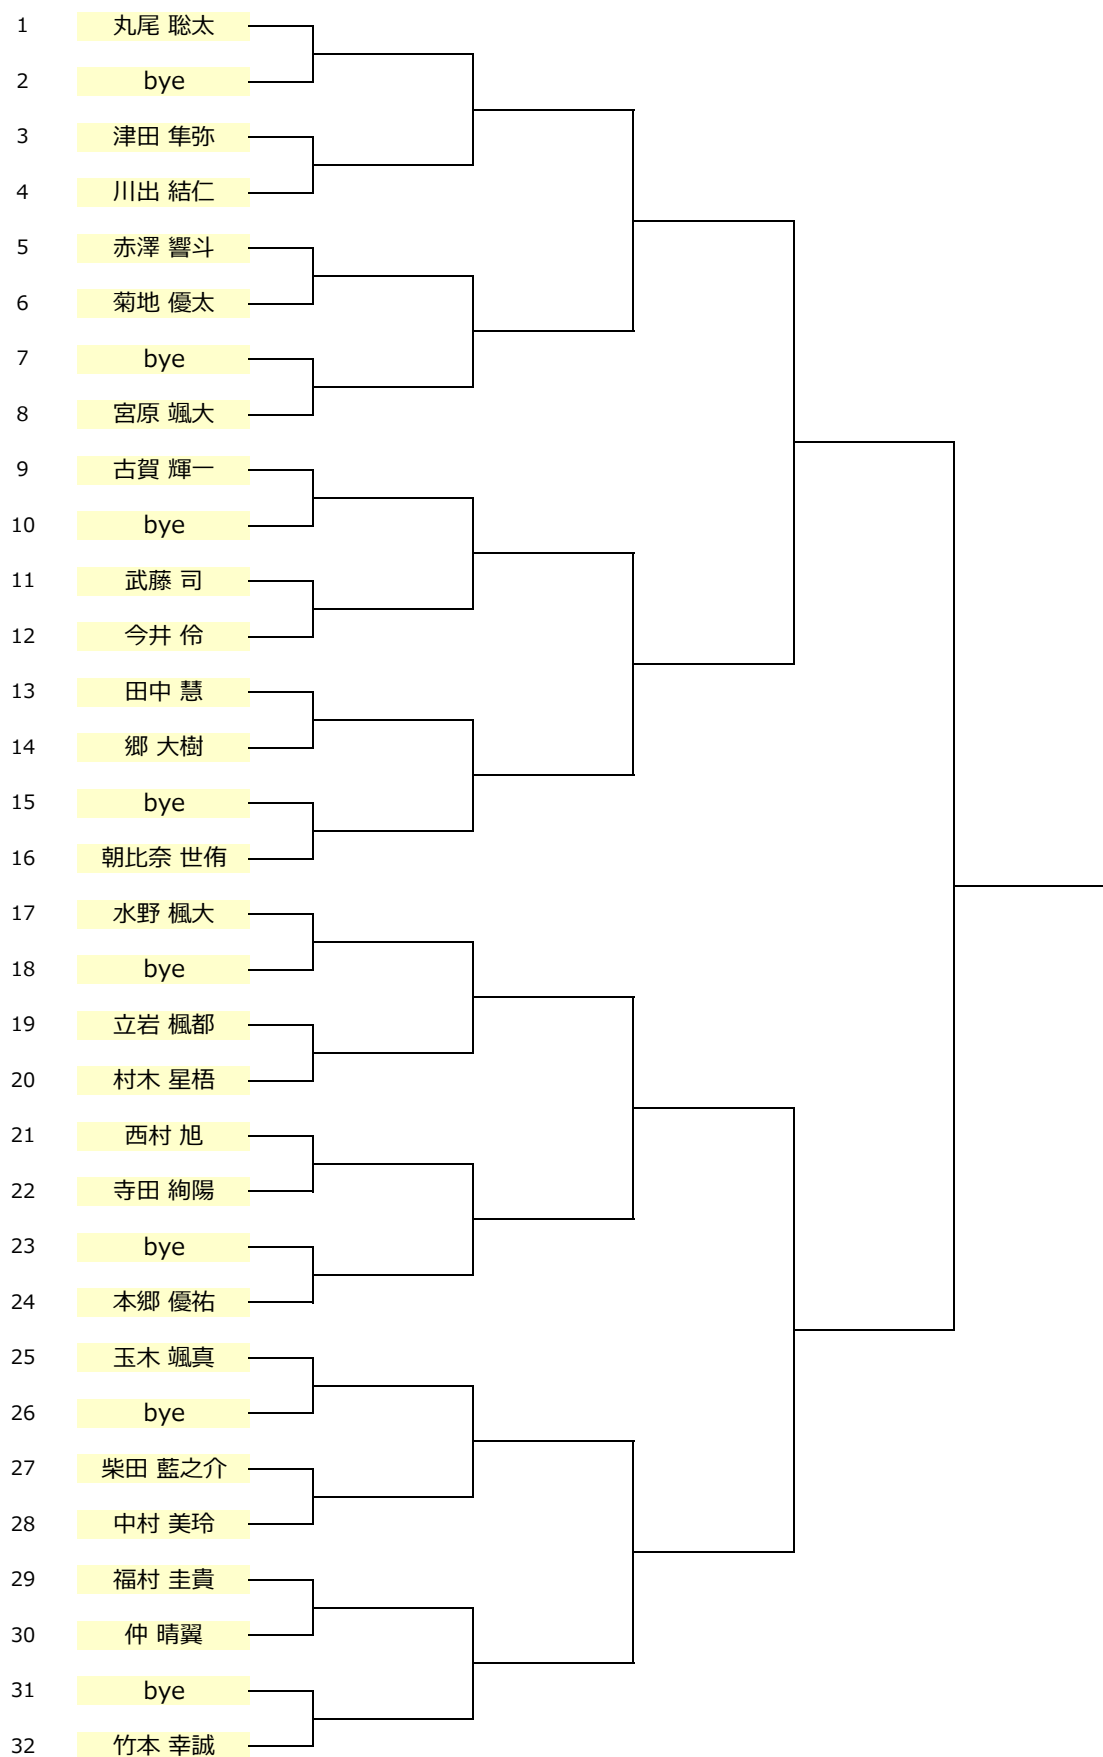 1 丸尾 聡太
2 bye
3 津田 隼弥
4 川出 結仁
5 赤澤 響斗
6 菊地 優太
7 bye
8 宮原 颯大
9 古賀 輝一
10 bye
11 武藤 司
12 今井 伶
13 田中 慧
14 郷 大樹
15 bye
16 朝比奈 世侑
17 水野 楓大
18 bye
19 立岩 楓都
20 村木 星梧
21 西村 旭
22 寺田 絢陽
23 bye
24 本郷 優祐
25 玉木 颯真
26 bye
27 柴田 藍之介
28 中村 美玲
29 福村 圭貴
30 仲 晴翼
31 bye
32 竹本 幸誠